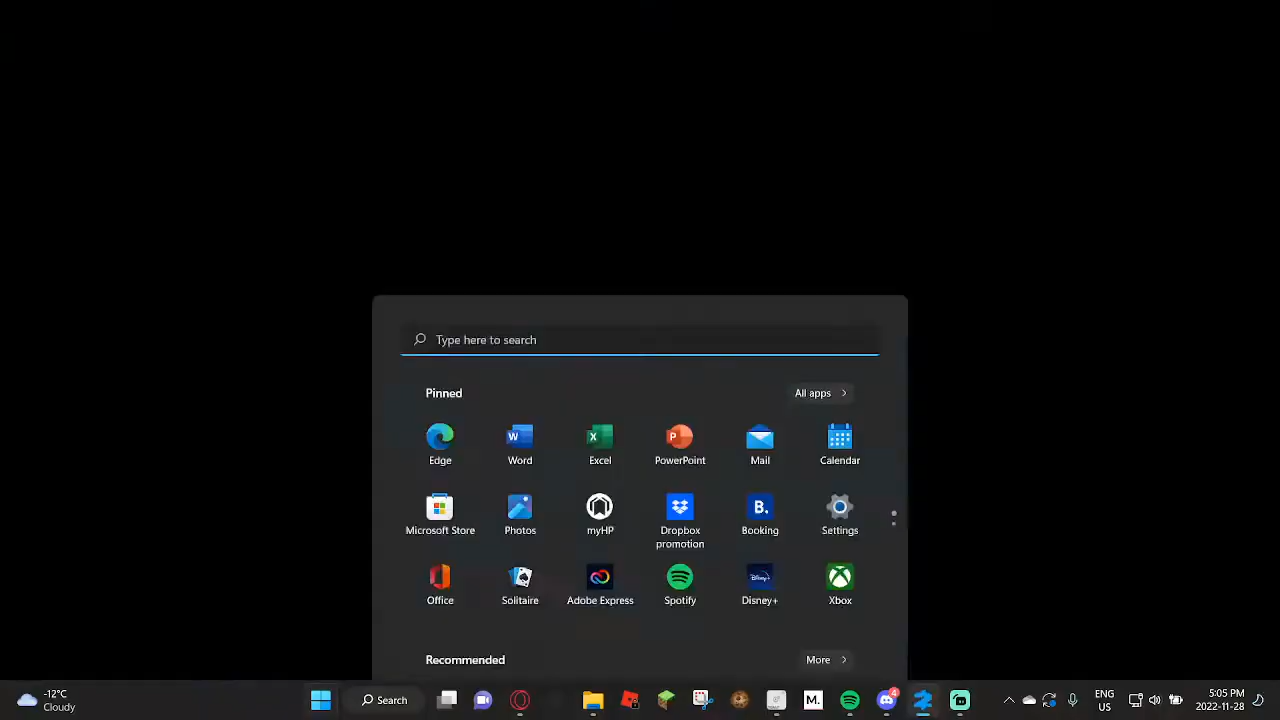 Type here to search
Pinned
All apps
Edge
Word
Excel
PowerPoint
Mail
Calendar
Microsoft Store
Photos
myHP
Dropbox
promotion
Booking
Settings
Office
Solitaire
Adobe Express
Spotify
Disney+
Xbox
Recommended
More
-12°C
Cloudy
Search
M.
4
ENG
US
5:05 PM
2022-11-28